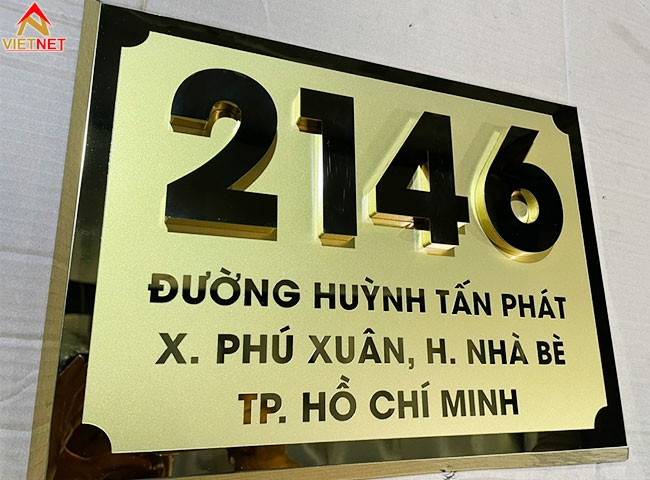 VIETNET
2146
ĐƯỜNG HUỲNH TẤN PHÁT
X. PHÚ XUÂN, H. NHÀ BÈ
TP. HỒ CHÍ MINH